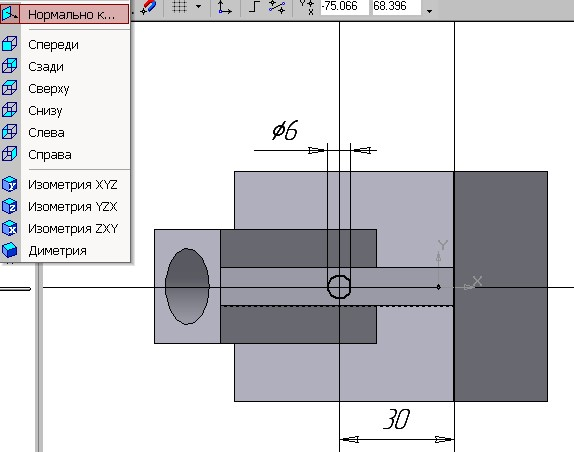 Нормально к...
-75.066 68.396
Спереди
Сзади
Сверху
Снизу
Слева
Справа
Изометрия XYZ
Изометрия YZX
Изометрия ZXY
Диметрия
ϕ6
Y
X
30